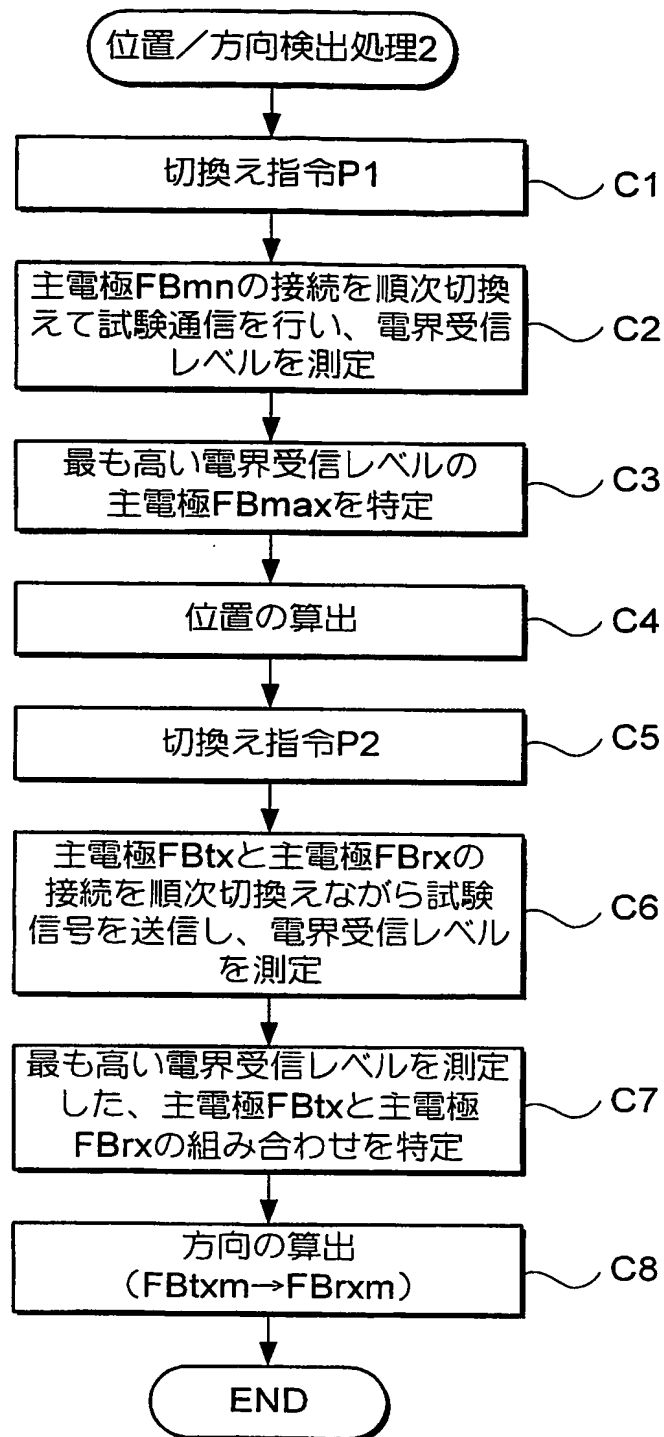 位置／方向検出処理2
切換え指令P1
C1
主電極FBmnの接続を順次切換
えて試験通信を行い、電界受信
レベルを測定
C2
最も高い電界受信レベルの
主電極FBmaxを特定
C3
位置の算出
C4
切換え指令P2
C5
主電極FBtxと主電極FBrxの
接続を順次切換えながら試験
信号を送信し、電界受信レベル
を測定
C6
最も高い電界受信レベルを測定
した、主電極FBtxと主電極
FBrxの組み合わせを特定
C7
方向の算出
（FBtxm→FBrxm）
C8
END